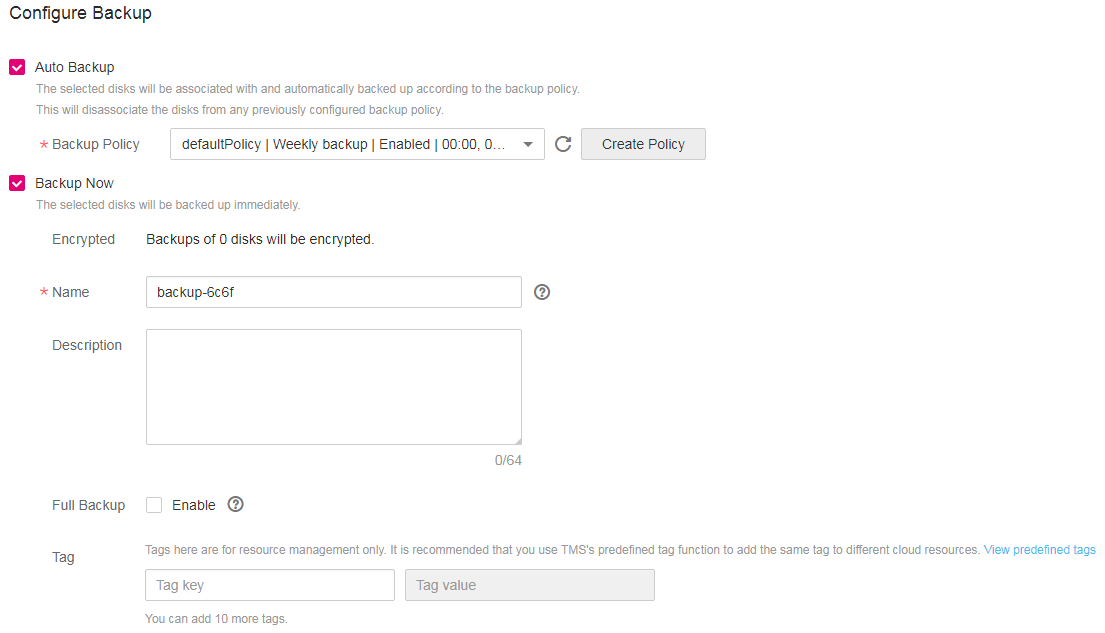 Configure Backup
Auto Backup
The selected disks will be associated with and automatically backed up according to the backup policy.
This will disassociate the disks from any previously configured backup policy.
* Backup Policy defaultPolicy | Weekly backup | Enabled | 00:00, 0... Create Policy
Backup Now
The selected disks will be backed up immediately.
Encrypted Backups of 0 disks will be encrypted.
* Name backup-6c6f ?
Description
0/64
Full Backup Enable ?
Tag Tags here are for resource management only. It is recommended that you use TMS's predefined tag function to add the same tag to different cloud resources. View predefined tags
Tag key Tag value
You can add 10 more tags.